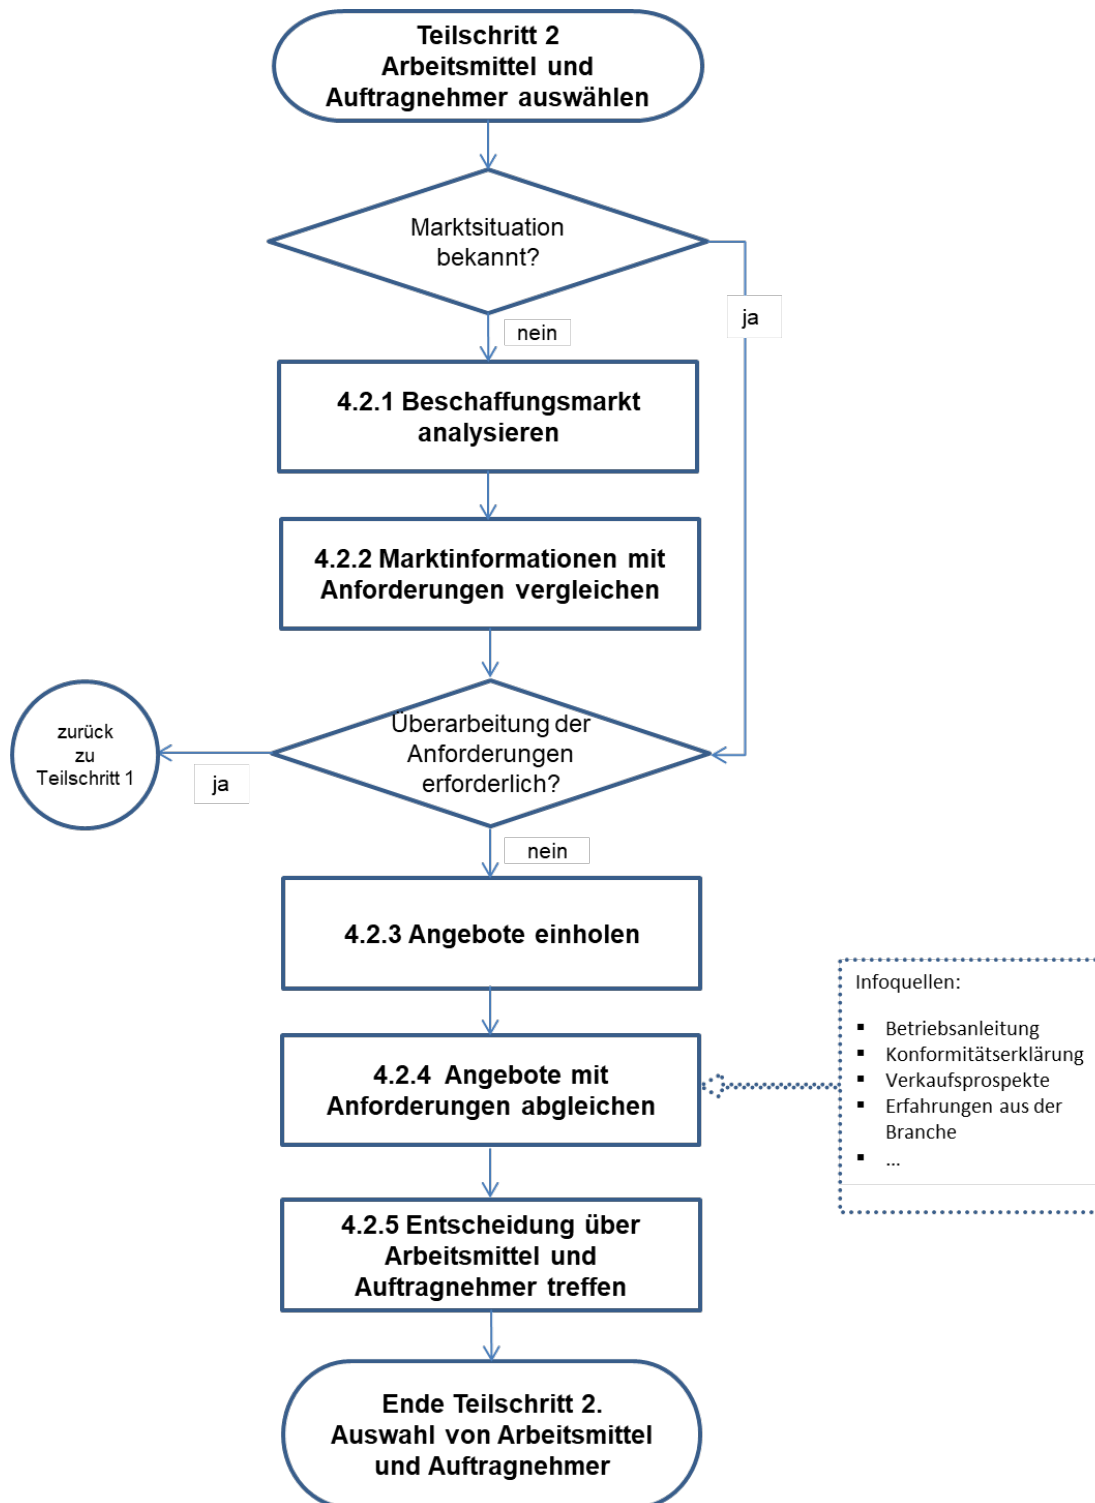 Teilschritt 2
Arbeitsmittel und
Auftragnehmer auswählen
Marktsituation
bekannt?
ja
nein
4.2.1 Beschaffungsmarkt
analysieren
4.2.2 Marktinformationen mit
Anforderungen vergleichen
Überarbeitung der
Anforderungen
erforderlich?
zurück
zu
Teilschritt 1
ja
nein
4.2.3 Angebote einholen
4.2.4 Angebote mit
Anforderungen abgleichen
Infoquellen:
▪ Betriebsanleitung
▪ Konformitätserklärung
▪ Verkaufsprospekte
▪ Erfahrungen aus der
Branche
▪ ...
4.2.5 Entscheidung über
Arbeitsmittel und
Auftragnehmer treffen
Ende Teilschritt 2.
Auswahl von Arbeitsmittel
und Auftragnehmer